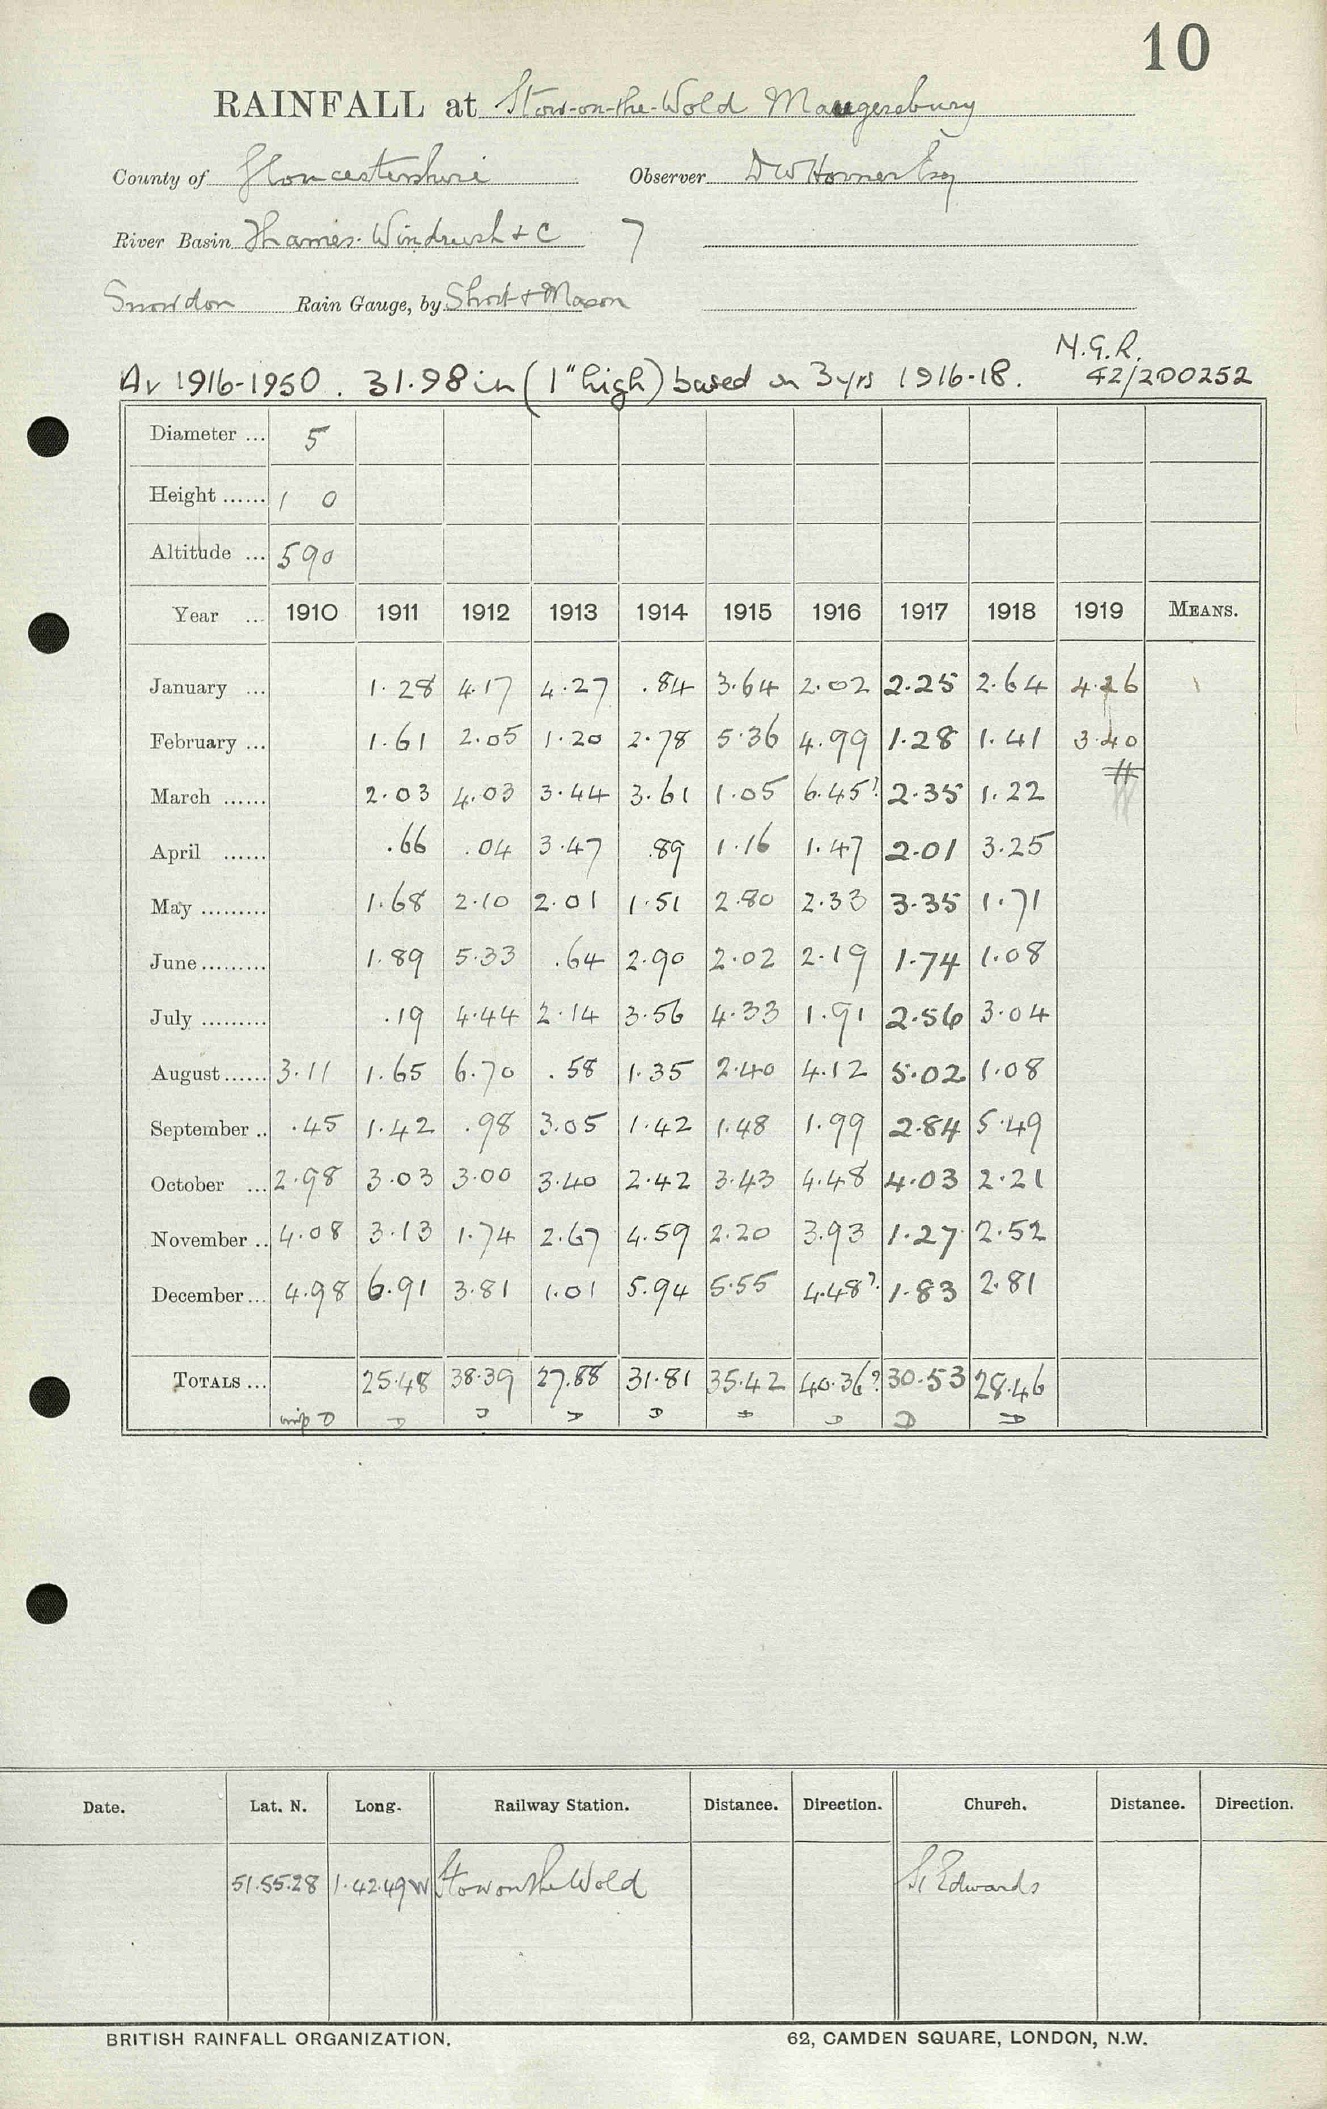 10
RAINFALL at Stow-on-the-Wold Maugersbury
County of Gloucestershire Observer D W Horner Esq
River Basin Thames. Windrush & C 7
Snowdon Rain Gauge, by Short & Mason
N.G.R.
Av 1916-1950. 31.98 in (1" high) based on 3 yrs 1916-18. 42/200252
Diameter ... 5
Height ...... 1 0
Altitude ... 590
Year ... 1910 1911 1912 1913 1914 1915 1916 1917 1918 1919 MEANS.
January ... 1.28 4.17 4.27 .84 3.64 2.02 2.25 2.64 4.26
February ... 1.61 2.05 1.20 2.78 5.36 4.99 1.28 1.41 3.40
March ...... 2.03 4.03 3.44 3.61 1.05 6.45? 2.35 1.22
April ...... .66 .04 3.47 .89 1.16 1.47 2.01 3.25
May ......... 1.68 2.10 2.01 1.51 2.80 2.33 3.35 1.71
June ......... 1.89 5.33 .64 2.90 2.02 2.19 1.74 1.08
July ......... .19 4.44 2.14 3.56 4.33 1.91 2.56 3.04
August ...... 3.11 1.65 6.70 .58 1.35 2.40 4.12 5.02 1.08
September .. .45 1.42 .98 3.05 1.42 1.48 1.99 2.84 5.49
October ... 2.98 3.03 3.00 3.40 2.42 3.43 4.48 4.03 2.21
November .. 4.08 3.13 1.74 2.67 4.59 2.20 3.93 1.27 2.52
December ... 4.98 6.91 3.81 1.01 5.94 5.55 4.48? 1.83 2.81
TOTALS ... 25.48 38.39 27.88 31.81 35.42 40.36? 30.53 28.46
D D D D D D D D D
Date. Lat. N. Long. Railway Station. Distance. Direction. Church. Distance. Direction.
51.55.28 1.42.49W Stow on the Wold St Edwards
BRITISH RAINFALL ORGANIZATION. 62, CAMDEN SQUARE, LONDON, N.W.